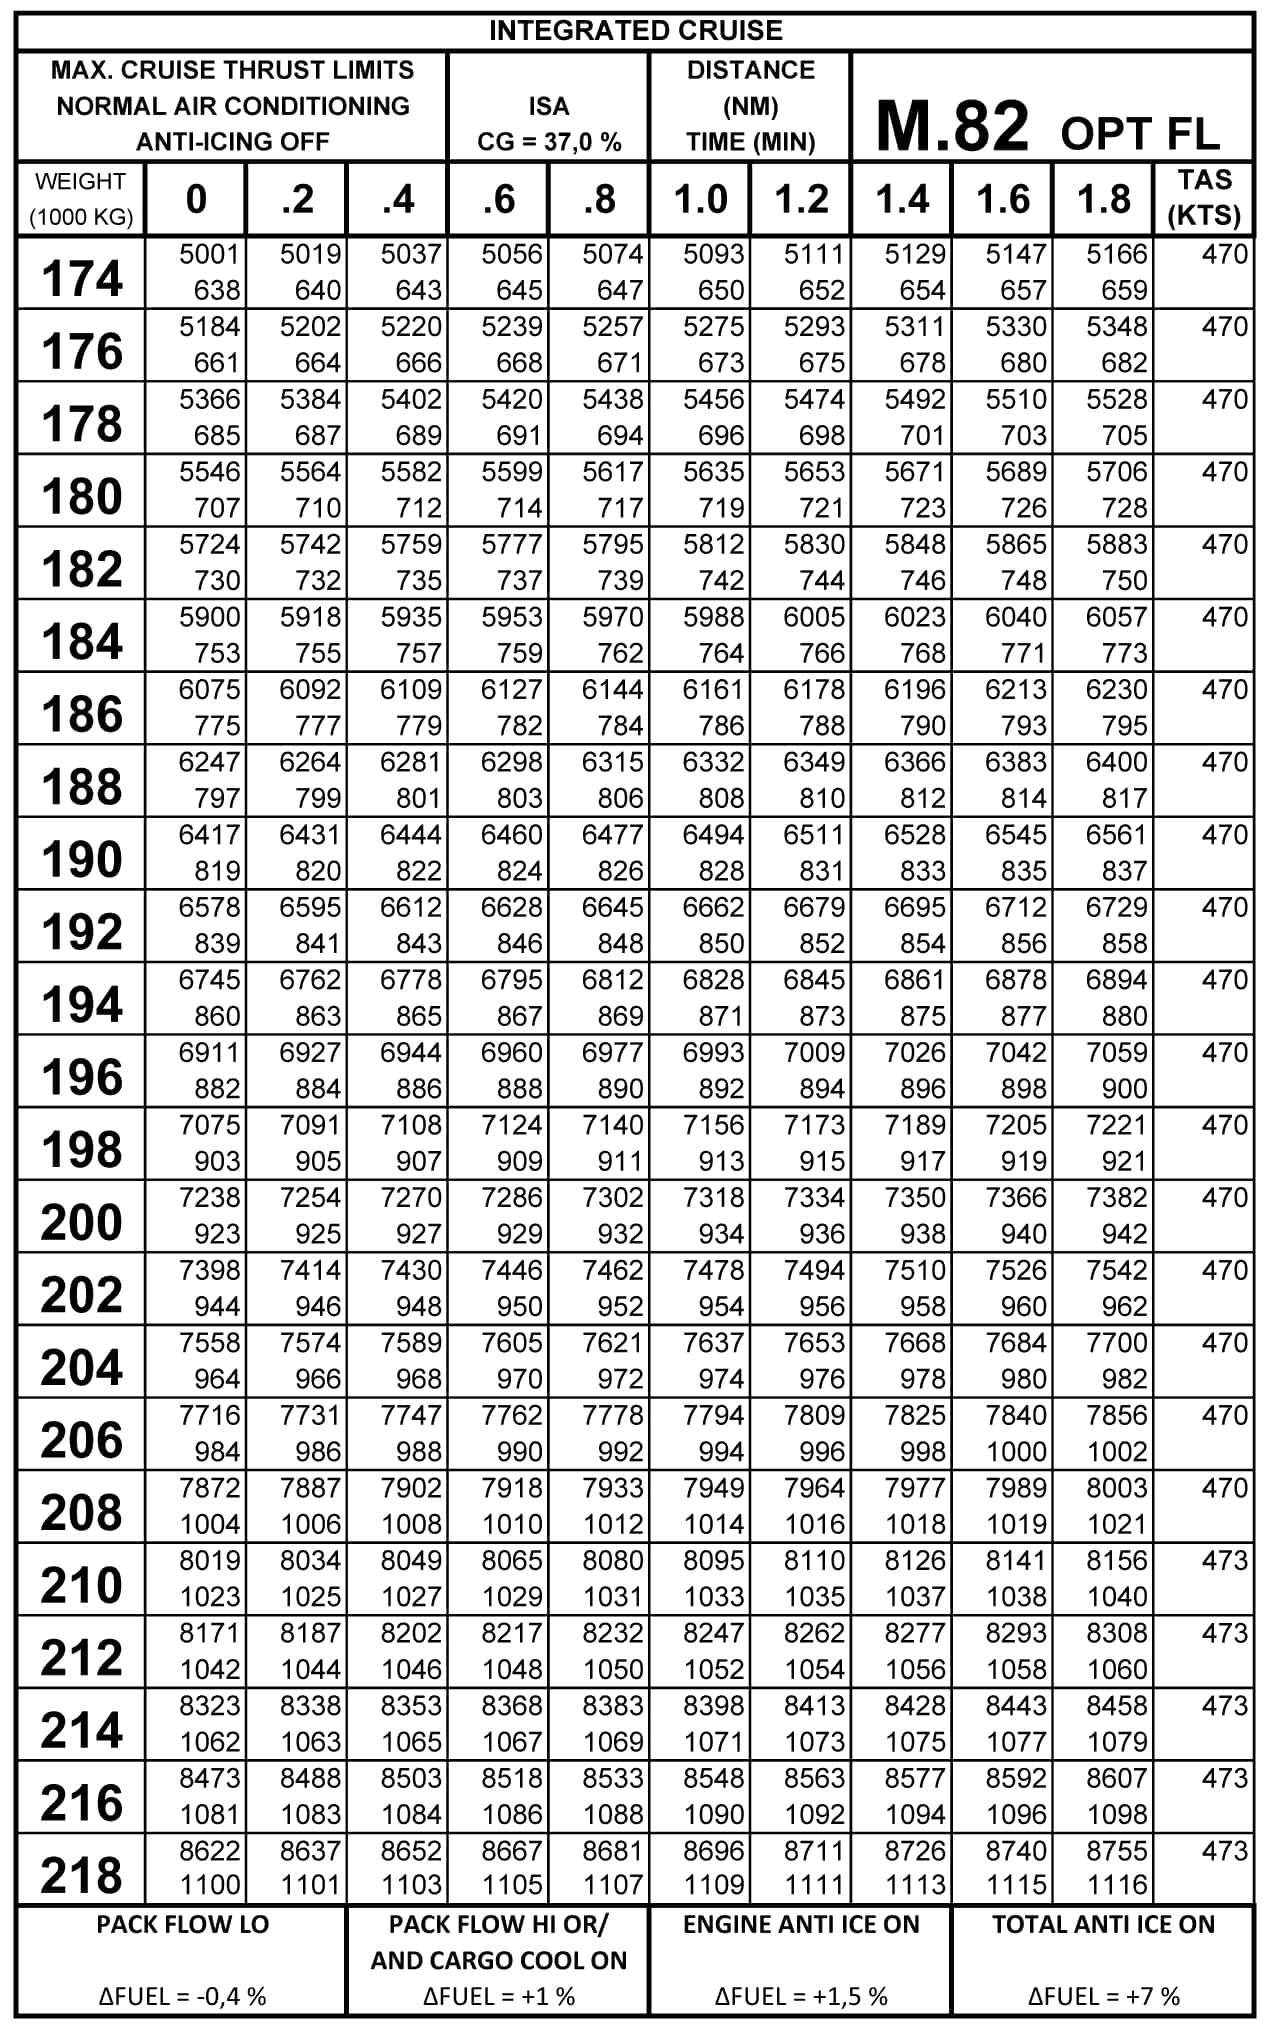 INTEGRATED CRUISE
MAX. CRUISE THRUST LIMITS
NORMAL AIR CONDITIONING
ANTI-ICING OFF
ISA
CG = 37,0 %
DISTANCE
(NM)
TIME (MIN)
M.82 OPT FL
WEIGHT
(1000 KG)
0 .2 .4 .6 .8 1.0 1.2 1.4 1.6 1.8
TAS
(KTS)
174
5001 5019 5037 5056 5074 5093 5111 5129 5147 5166 470
638 640 643 645 647 650 652 654 657 659
176
5184 5202 5220 5239 5257 5275 5293 5311 5330 5348 470
661 664 666 668 671 673 675 678 680 682
178
5366 5384 5402 5420 5438 5456 5474 5492 5510 5528 470
685 687 689 691 694 696 698 701 703 705
180
5546 5564 5582 5599 5617 5635 5653 5671 5689 5706 470
707 710 712 714 717 719 721 723 726 728
182
5724 5742 5759 5777 5795 5812 5830 5848 5865 5883 470
730 732 735 737 739 742 744 746 748 750
184
5900 5918 5935 5953 5970 5988 6005 6023 6040 6057 470
753 755 757 759 762 764 766 768 771 773
186
6075 6092 6109 6127 6144 6161 6178 6196 6213 6230 470
775 777 779 782 784 786 788 790 793 795
188
6247 6264 6281 6298 6315 6332 6349 6366 6383 6400 470
797 799 801 803 806 808 810 812 814 817
190
6417 6431 6444 6460 6477 6494 6511 6528 6545 6561 470
819 820 822 824 826 828 831 833 835 837
192
6578 6595 6612 6628 6645 6662 6679 6695 6712 6729 470
839 841 843 846 848 850 852 854 856 858
194
6745 6762 6778 6795 6812 6828 6845 6861 6878 6894 470
860 863 865 867 869 871 873 875 877 880
196
6911 6927 6944 6960 6977 6993 7009 7026 7042 7059 470
882 884 886 888 890 892 894 896 898 900
198
7075 7091 7108 7124 7140 7156 7173 7189 7205 7221 470
903 905 907 909 911 913 915 917 919 921
200
7238 7254 7270 7286 7302 7318 7334 7350 7366 7382 470
923 925 927 929 932 934 936 938 940 942
202
7398 7414 7430 7446 7462 7478 7494 7510 7526 7542 470
944 946 948 950 952 954 956 958 960 962
204
7558 7574 7589 7605 7621 7637 7653 7668 7684 7700 470
964 966 968 970 972 974 976 978 980 982
206
7716 7731 7747 7762 7778 7794 7809 7825 7840 7856 470
984 986 988 990 992 994 996 998 1000 1002
208
7872 7887 7902 7918 7933 7949 7964 7977 7989 8003 470
1004 1006 1008 1010 1012 1014 1016 1018 1019 1021
210
8019 8034 8049 8065 8080 8095 8110 8126 8141 8156 473
1023 1025 1027 1029 1031 1033 1035 1037 1038 1040
212
8171 8187 8202 8217 8232 8247 8262 8277 8293 8308 473
1042 1044 1046 1048 1050 1052 1054 1056 1058 1060
214
8323 8338 8353 8368 8383 8398 8413 8428 8443 8458 473
1062 1063 1065 1067 1069 1071 1073 1075 1077 1079
216
8473 8488 8503 8518 8533 8548 8563 8577 8592 8607 473
1081 1083 1084 1086 1088 1090 1092 1094 1096 1098
218
8622 8637 8652 8667 8681 8696 8711 8726 8740 8755 473
1100 1101 1103 1105 1107 1109 1111 1113 1115 1116
PACK FLOW LO
ΔFUEL = -0,4 %
PACK FLOW HI OR/
AND CARGO COOL ON
ΔFUEL = +1 %
ENGINE ANTI ICE ON
ΔFUEL = +1,5 %
TOTAL ANTI ICE ON
ΔFUEL = +7 %